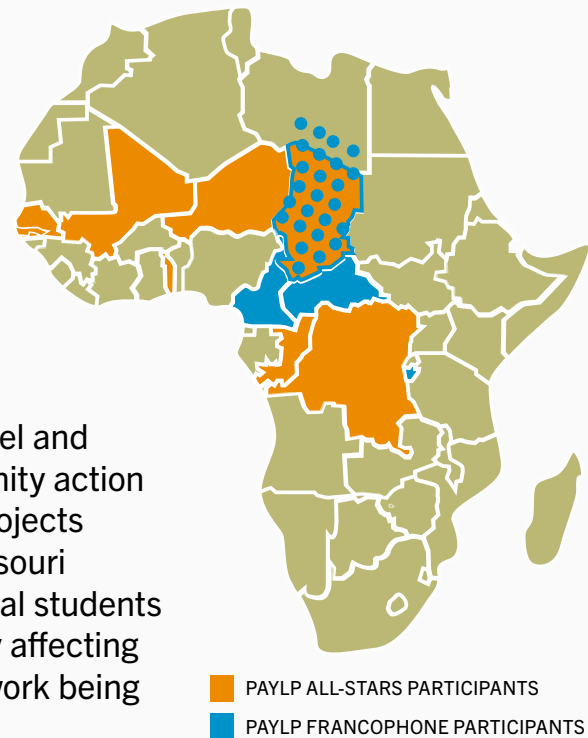 el and
nity action
ojects
souri
al students
y affecting
work being
PAYLP ALL-STARS PARTICIPANTS
PAYLP FRANCOPHONE PARTICIPANTS